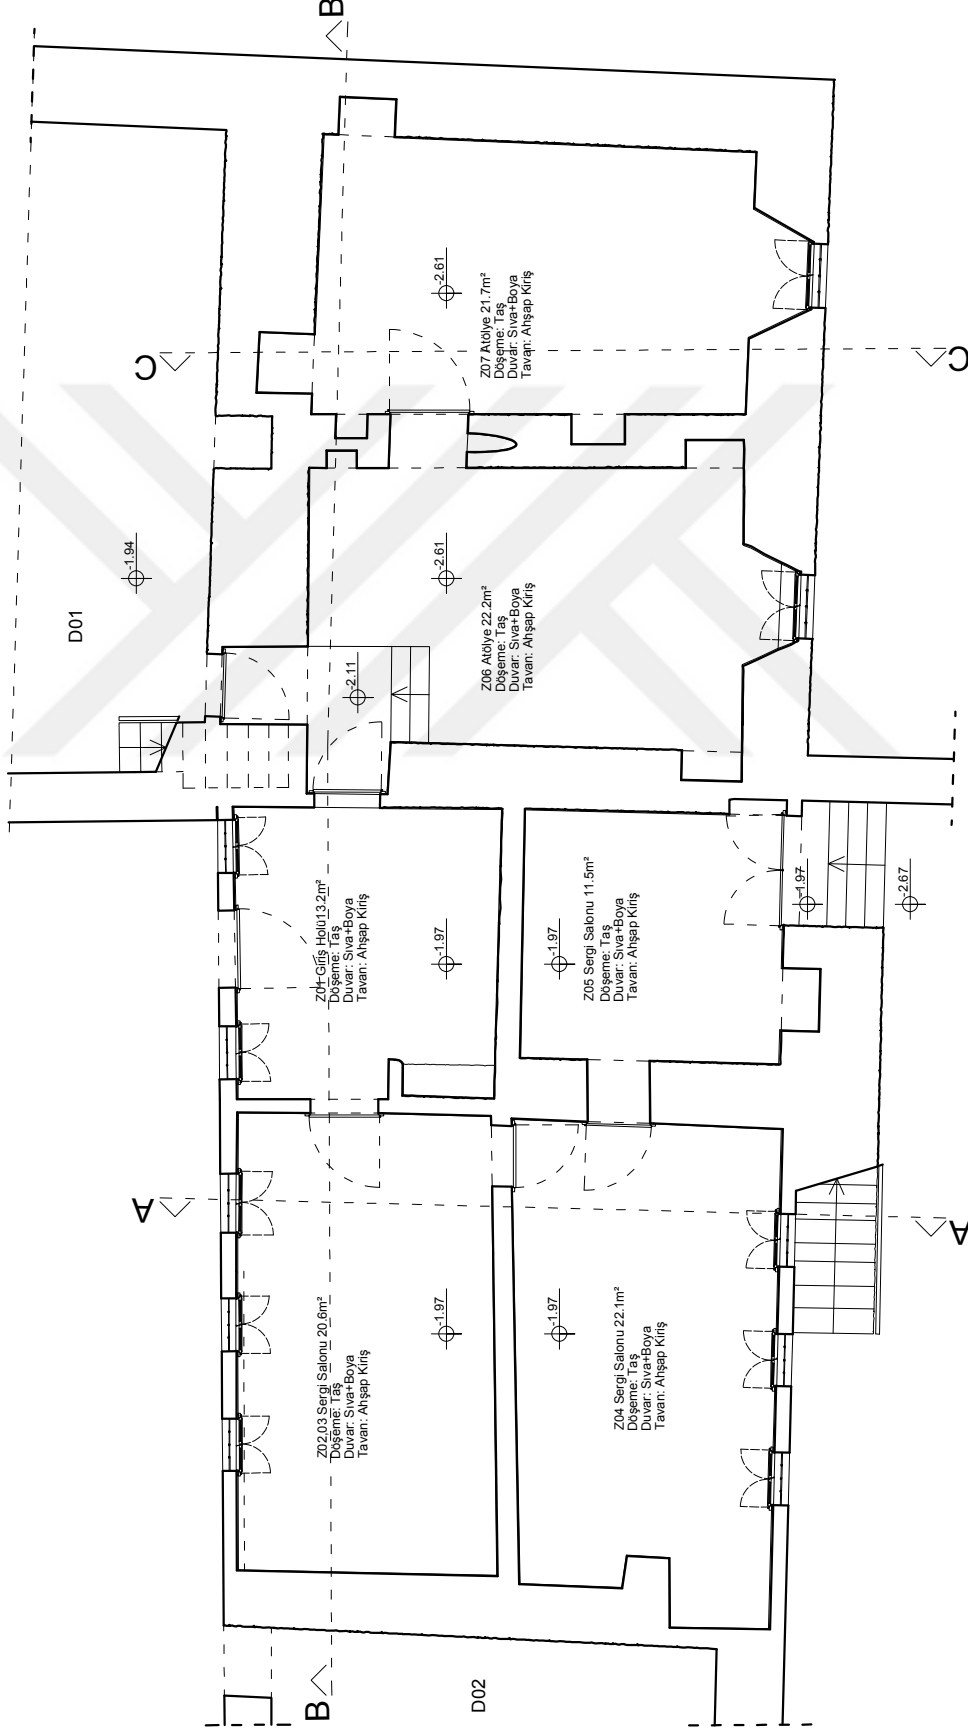 B
B
C
C
A
A
D01
D02
-1.94
-2.11
-2.61
-2.61
-1.97
-1.97
-1.97
-1.97
-1.97
-2.67
Z07 Atölye 21.7m²
Döşeme: Taş
Duvar: Sıva+Boya
Tavan: Ahşap Kiriş
Z06 Atölye 22.2m²
Döşeme: Taş
Duvar: Sıva+Boya
Tavan: Ahşap Kiriş
Z01 Giriş Holü13.2m²
Döşeme: Taş
Duvar: Sıva+Boya
Tavan: Ahşap Kiriş
Z05 Sergi Salonu 11.5m²
Döşeme: Taş
Duvar: Sıva+Boya
Tavan: Ahşap Kiriş
Z02,03 Sergi Salonu 20.6m²
Döşeme: Taş
Duvar: Sıva+Boya
Tavan: Ahşap Kiriş
Z04 Sergi Salonu 22.1m²
Döşeme: Taş
Duvar: Sıva+Boya
Tavan: Ahşap Kiriş